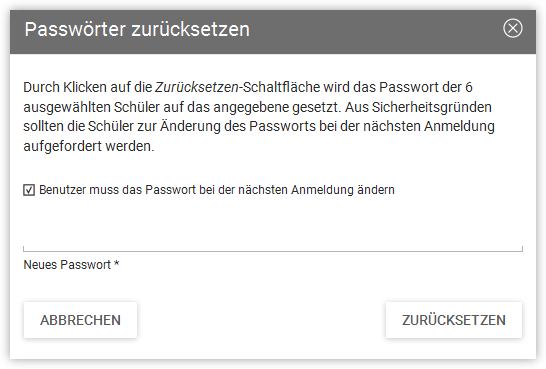 Passwörter zurücksetzen
Durch Klicken auf die Zurücksetzen-Schaltfläche wird das Passwort der 6
ausgewählten Schüler auf das angegebene gesetzt. Aus Sicherheitsgründen
sollten die Schüler zur Änderung des Passworts bei der nächsten Anmeldung
aufgefordert werden.
Benutzer muss das Passwort bei der nächsten Anmeldung ändern
Neues Passwort *
ABBRECHEN
ZURÜCKSETZEN